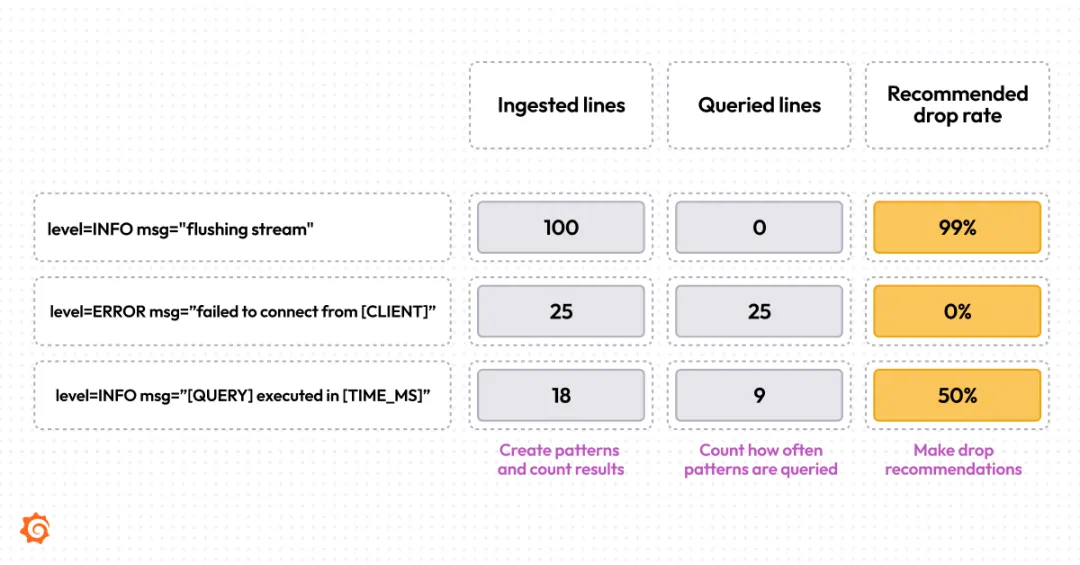 Ingested lines
Queried lines
Recommended
drop rate
level=INFO msg="flushing stream"
100
0
99%
level=ERROR msg=”failed to connect from [CLIENT]”
25
25
0%
level=INFO msg=”[QUERY] executed in [TIME_MS]”
18
9
50%
Create patterns
and count results
Count how often
patterns are queried
Make drop
recommendations